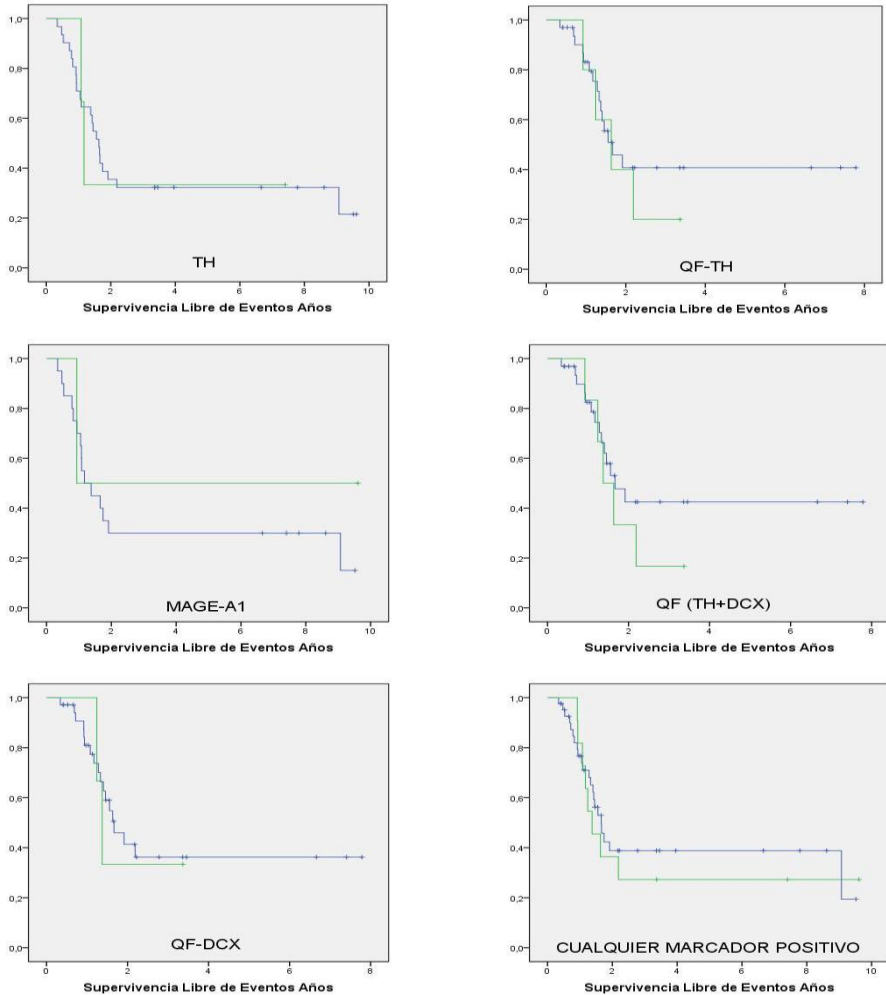 1,0
0,8
0,6
0,4
0,2
0,0
TH
0 2 4 6 8 10
Supervivencia Libre de Eventos Años
1,0
0,8
0,6
0,4
0,2
0,0
QF-TH
0 2 4 6 8
Supervivencia Libre de Eventos Años
1,0
0,8
0,6
0,4
0,2
0,0
MAGE-A1
0 2 4 6 8 10
Supervivencia Libre de Eventos Años
1,0
0,8
0,6
0,4
0,2
0,0
QF (TH+DCX)
0 2 4 6 8
Supervivencia Libre de Eventos Años
1,0
0,8
0,6
0,4
0,2
0,0
QF-DCX
0 2 4 6 8
Supervivencia Libre de Eventos Años
1,0
0,8
0,6
0,4
0,2
0,0
CUALQUIER MARCADOR POSITIVO
0 2 4 6 8 10
Supervivencia Libre de Eventos Años